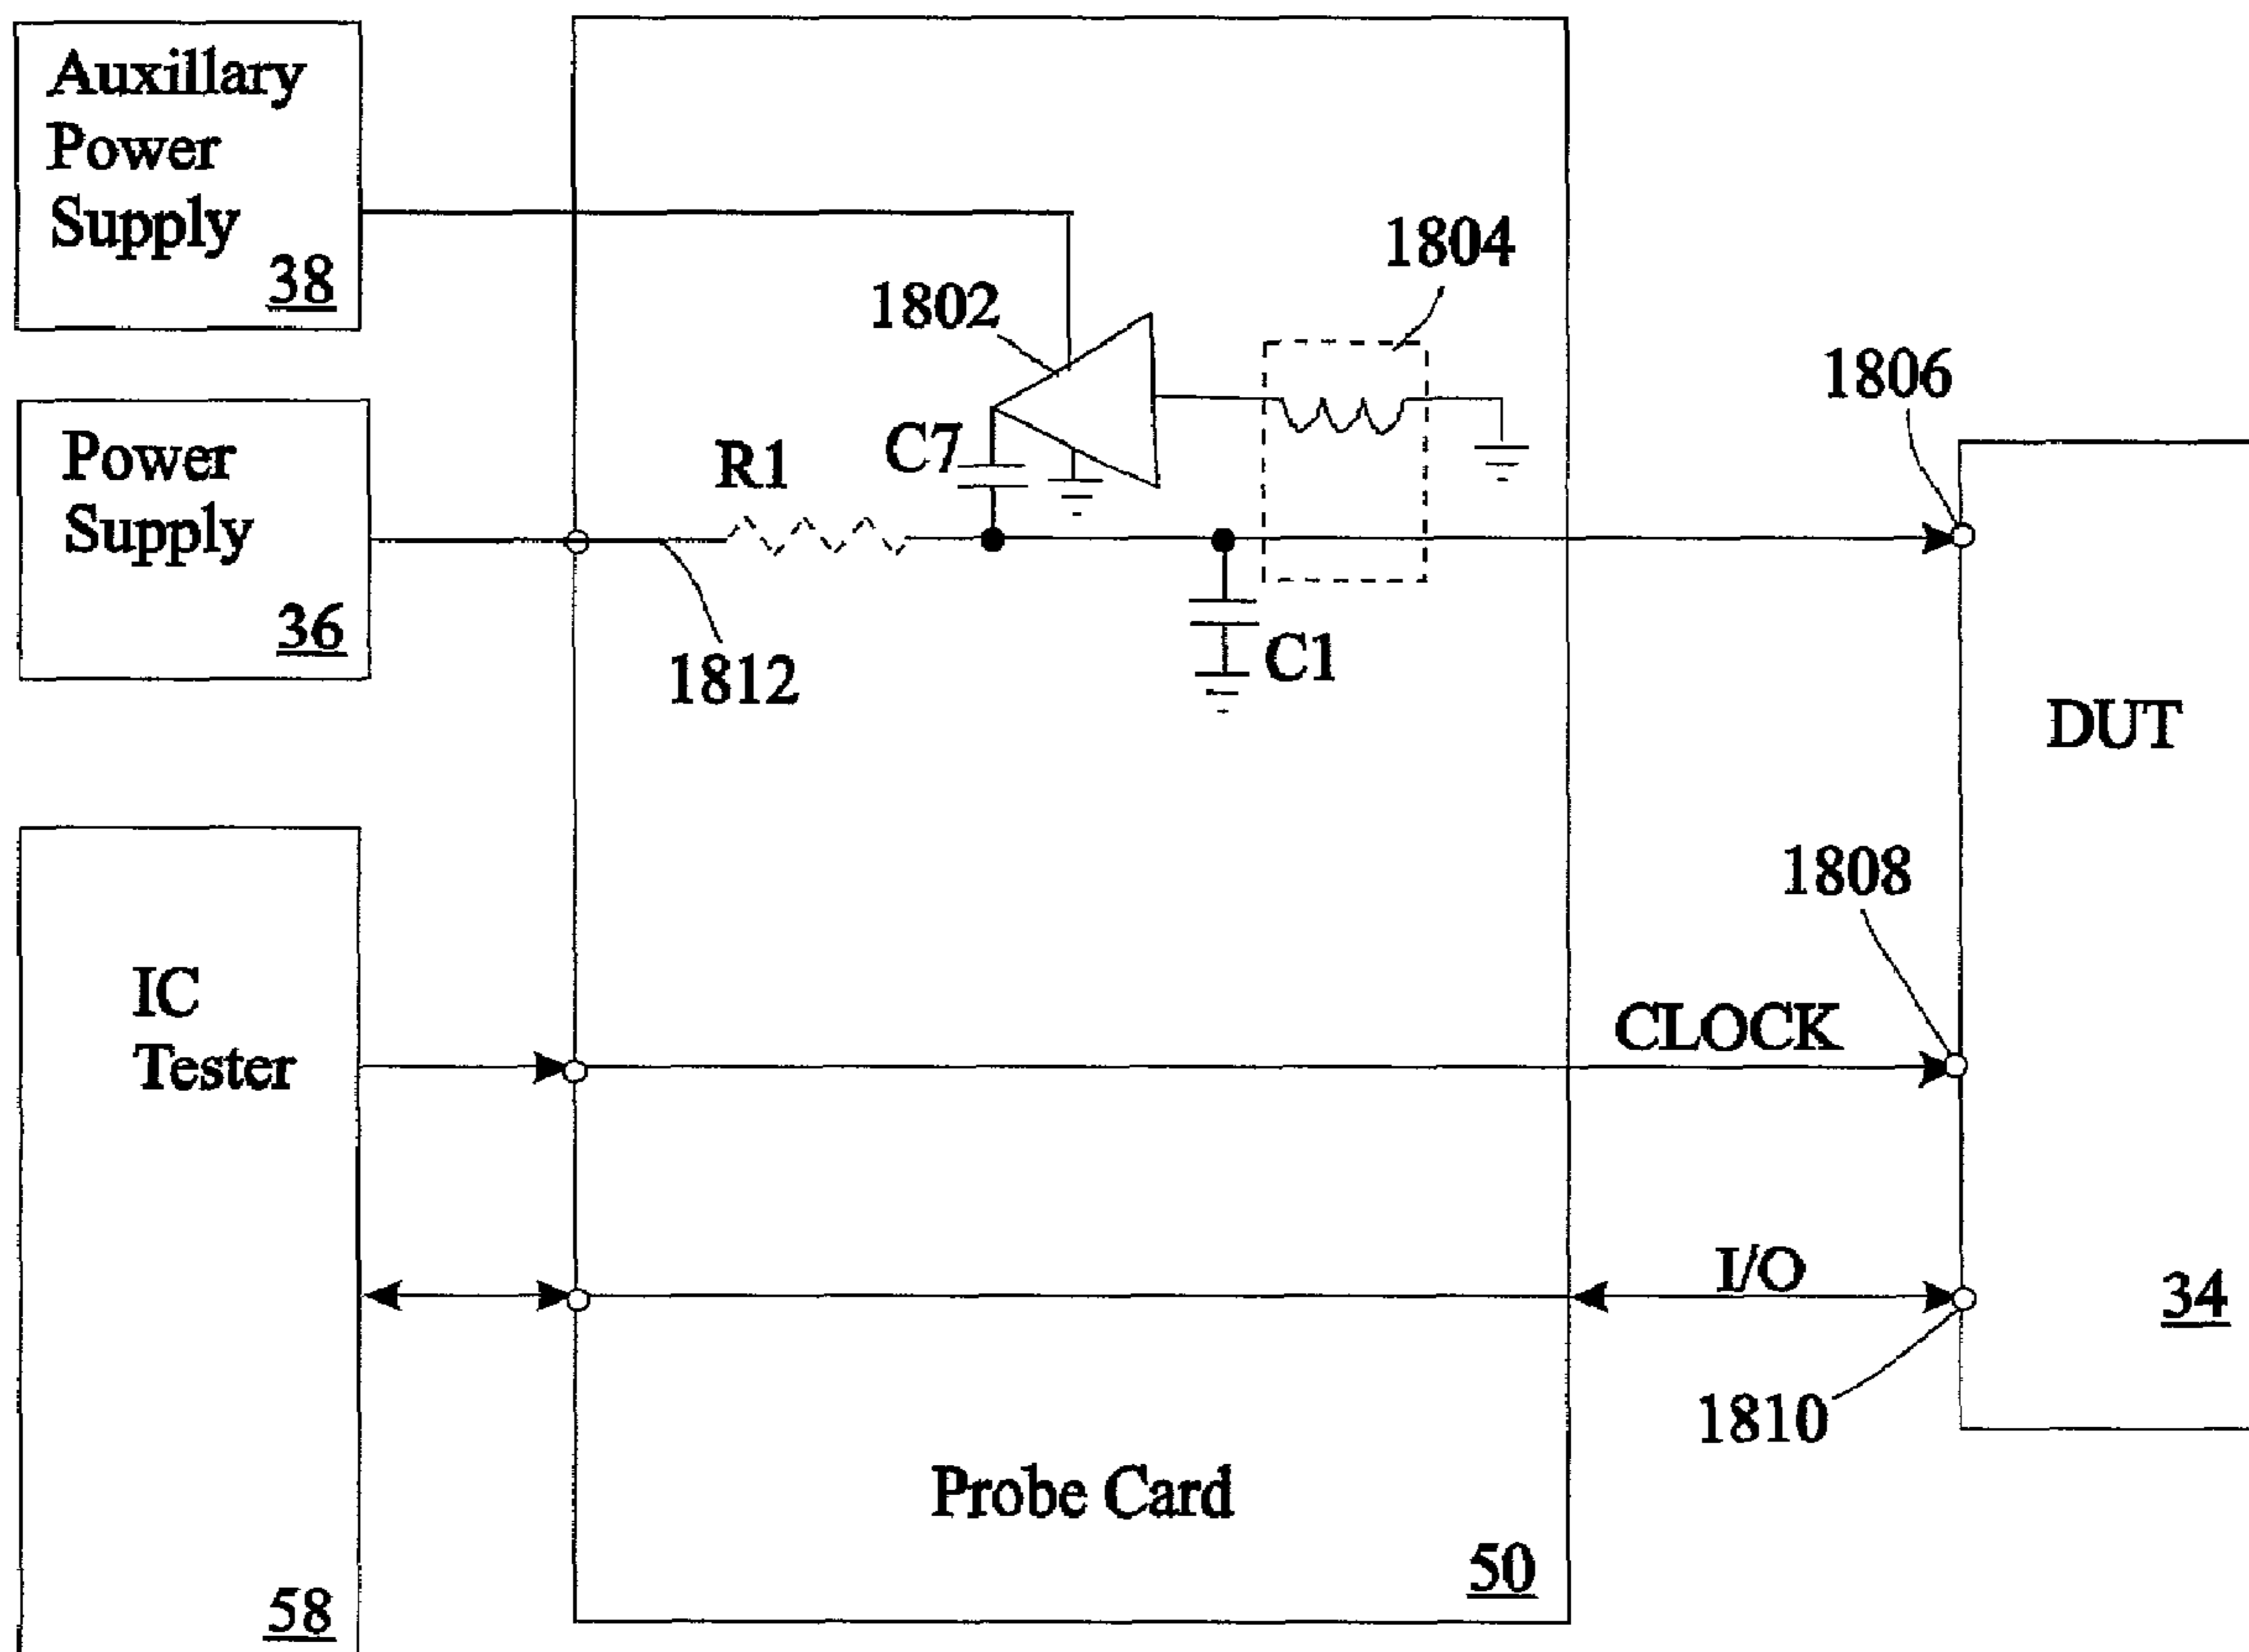 Auxillary
Power
Supply
38
1804
1802
1806
Power
Supply
36
C7
R1
1812
C1
DUT
1808
IC
Tester
CLOCK
I/O
34
1810
Probe Card
50
58